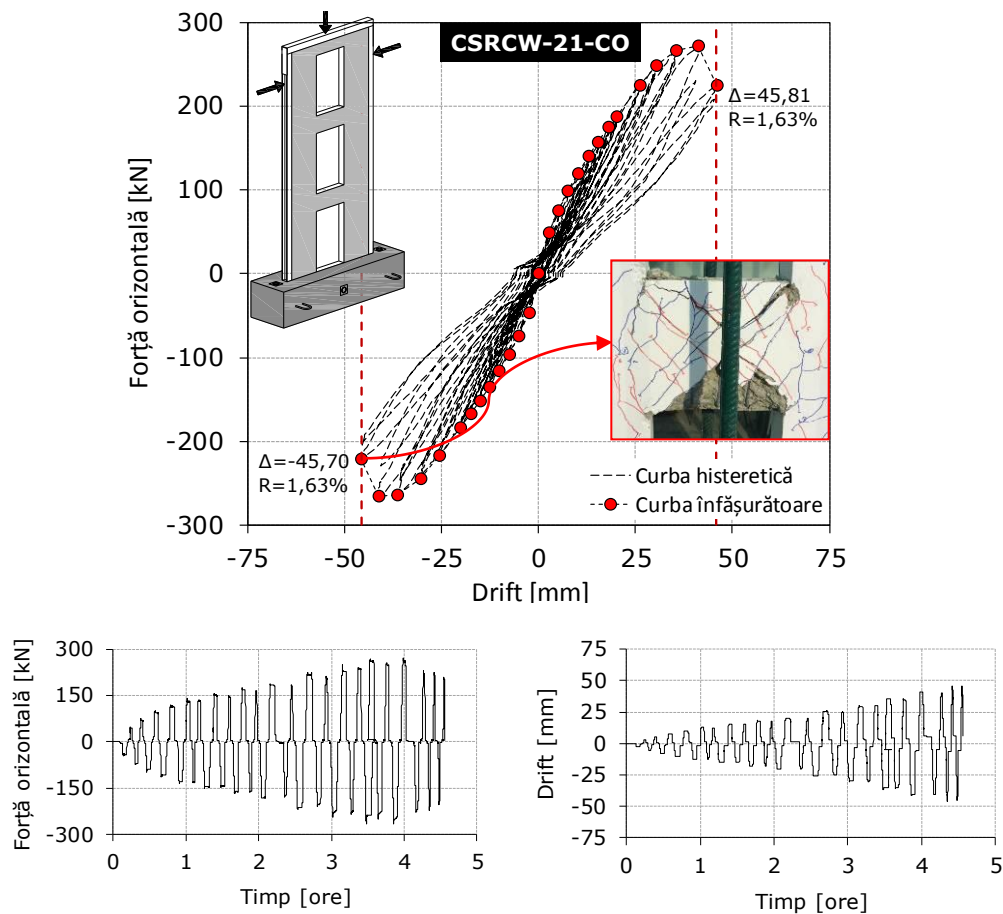 CSRCW-21-CO
Forță orizontală [kN]
300
200
100
0
-100
-200
-300
Δ=45,81
R=1,63%
Δ=-45,70
R=1,63%
Curba histeretică
Curba înfășurătoare
-75
-50
-25
0
25
50
75
Drift [mm]
Forță orizontală [kN]
300
150
0
-150
-300
0
1
2
3
4
5
Timp [ore]
Drift [mm]
75
50
25
0
-25
-50
-75
0
1
2
3
4
5
Timp [ore]